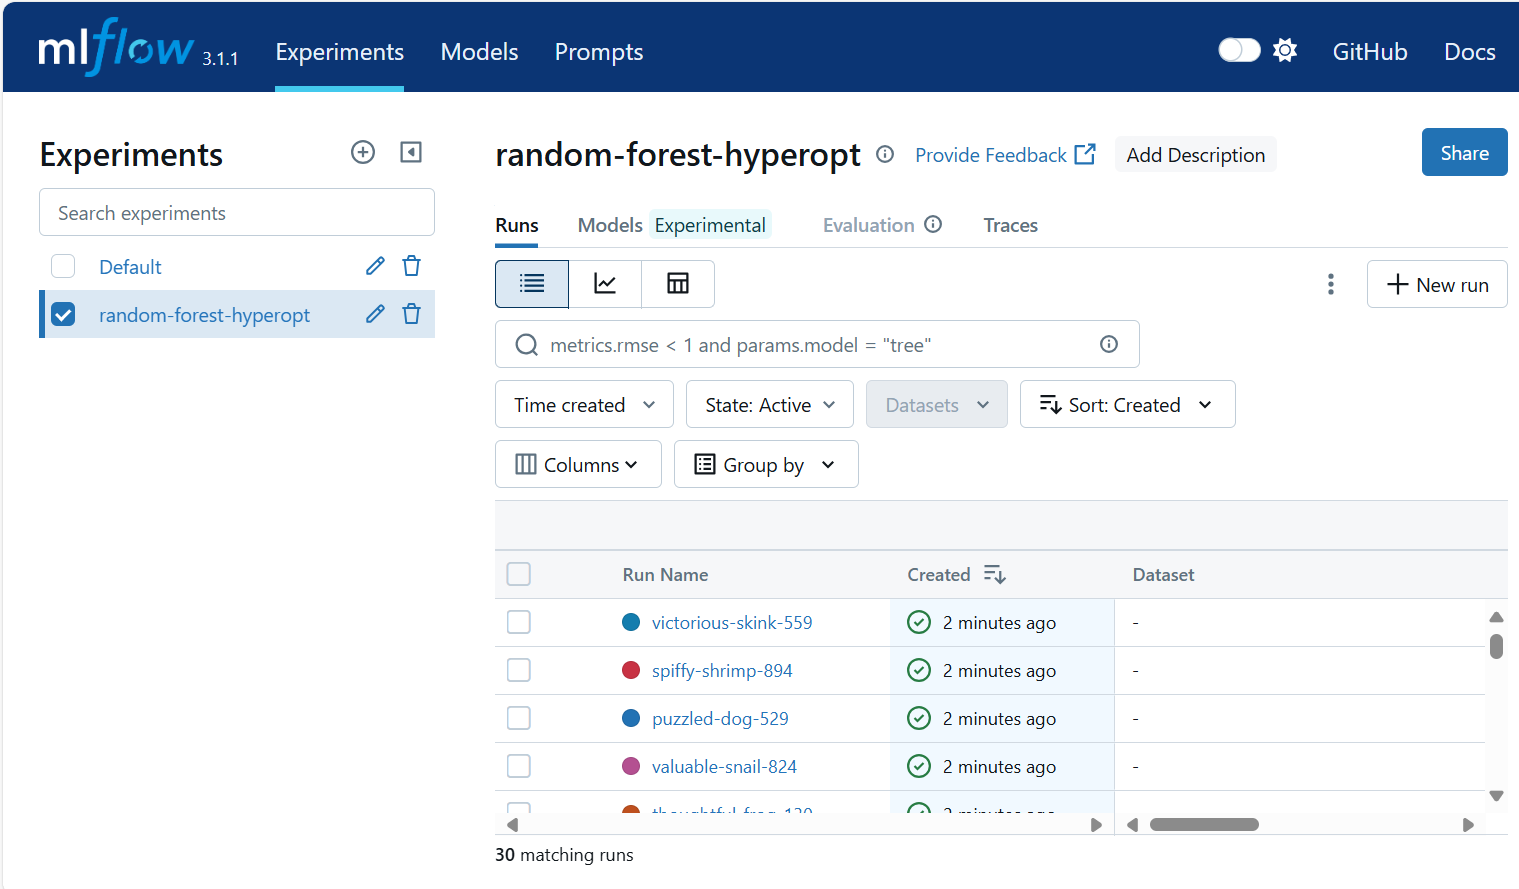 mlflow 3.1.1 Experiments Models Prompts GitHub Docs
Experiments
Search experiments
Default
random-forest-hyperopt
random-forest-hyperopt Provide Feedback Add Description Share
Runs Models Experimental Evaluation Traces
New run
metrics.rmse < 1 and params.model = "tree"
Time created State: Active Datasets Sort: Created
Columns Group by
Run Name Created Dataset
victorious-skink-559 2 minutes ago -
spiffy-shrimp-894 2 minutes ago -
puzzled-dog-529 2 minutes ago -
valuable-snail-824 2 minutes ago -
30 matching runs